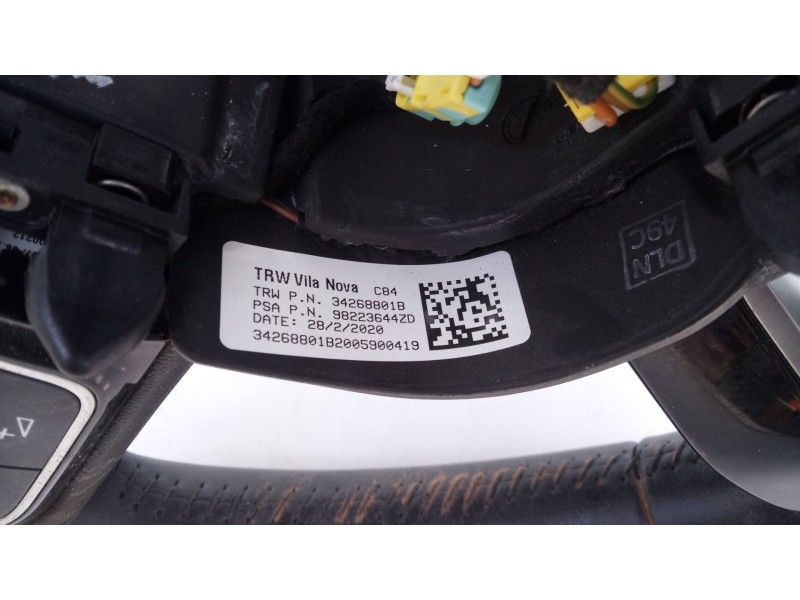 TRW Vila Nova C84
TRW P.N. 34268801B
PSA P.N. 98223644ZD
DATE: 28/2/2020
34268801B2005900419
DLN
49C